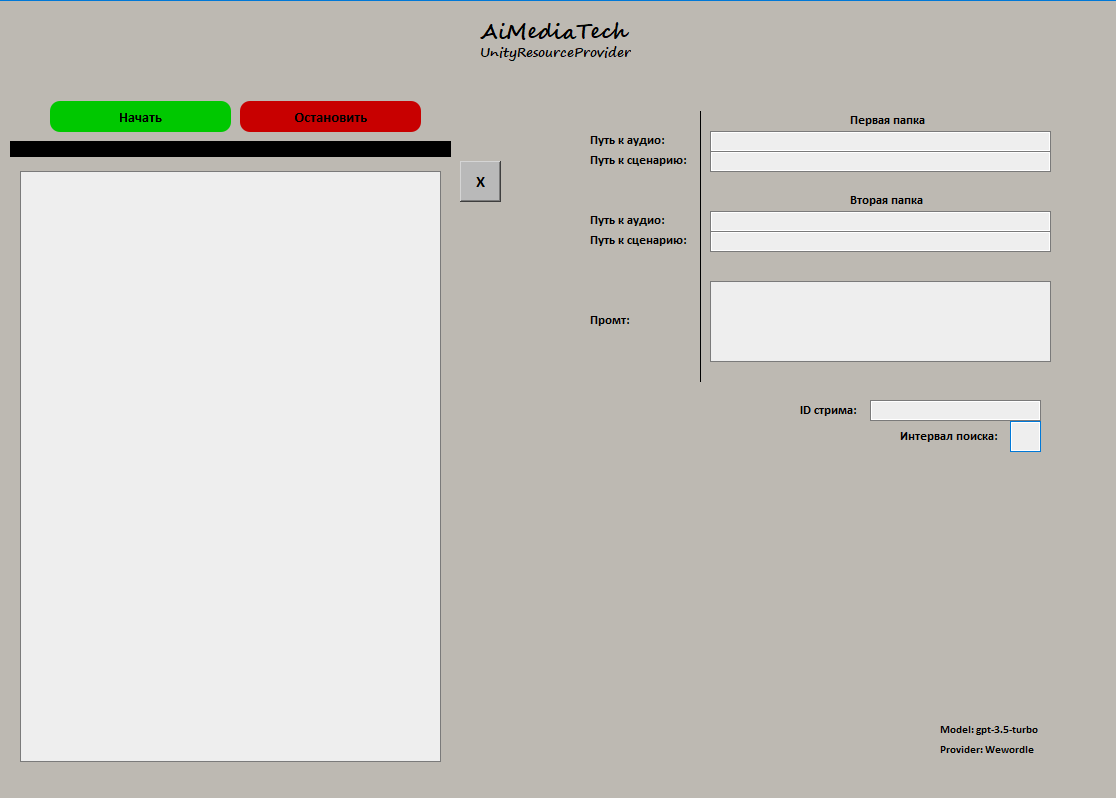 AiMediaTech
UnityResourceProvider
Начать
Остановить
X
Первая папка
Путь к аудио:
Путь к сценарию:
Вторая папка
Путь к аудио:
Путь к сценарию:
Промт:
ID стрима:
Интервал поиска:
Model: gpt-3.5-turbo
Provider: Wewordle